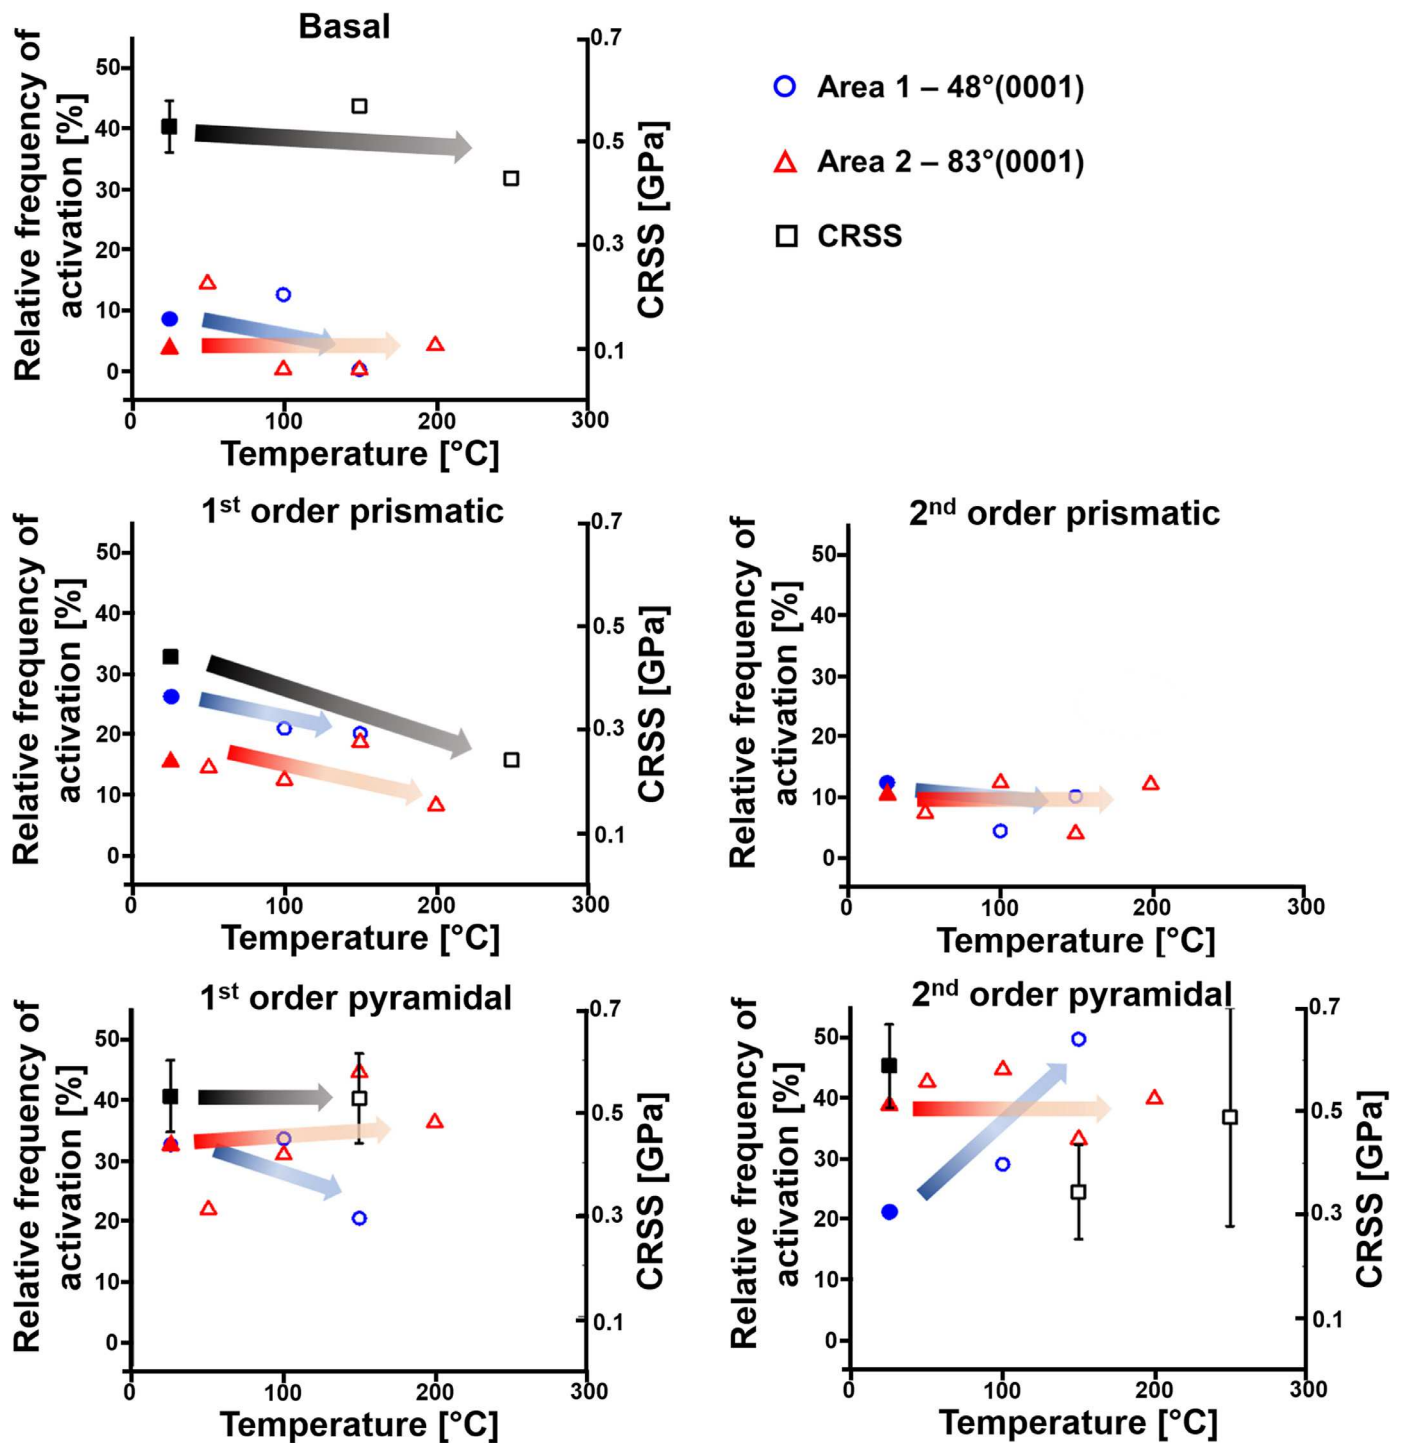 Basal
Relative frequency of
activation [%]
50
40
30
20
10
0
0.7
0.5
0.3
0.1
CRSS [GPa]
0
100
200
300
Temperature [°C]
Area 1 – 48°(0001)
Area 2 – 83°(0001)
CRSS
1st order prismatic
Relative frequency of
activation [%]
50
40
30
20
10
0
0.7
0.5
0.3
0.1
CRSS [GPa]
0
100
200
300
Temperature [°C]
2nd order prismatic
Relative frequency of
activation [%]
50
40
30
20
10
0
0
100
200
300
Temperature [°C]
1st order pyramidal
Relative frequency of
activation [%]
50
40
30
20
10
0
0.7
0.5
0.3
0.1
CRSS [GPa]
0
100
200
300
Temperature [°C]
2nd order pyramidal
Relative frequency of
activation [%]
50
40
30
20
10
0
0.7
0.5
0.3
0.1
CRSS [GPa]
0
100
200
300
Temperature [°C]